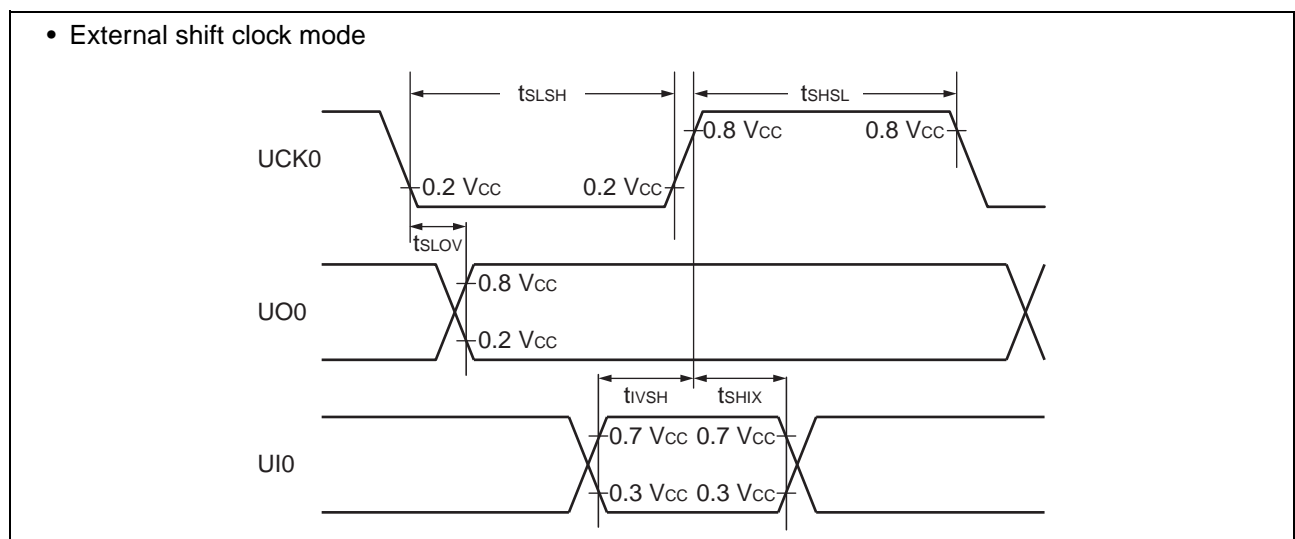 • External shift clock mode
tSLSH
tSHSL
0.8 VCC 0.8 VCC
UCK0
0.2 VCC 0.2 VCC
tSLOV
0.8 VCC
UO0
0.2 VCC
tIVSH tSHIX
0.7 VCC 0.7 VCC
UI0
0.3 VCC 0.3 VCC